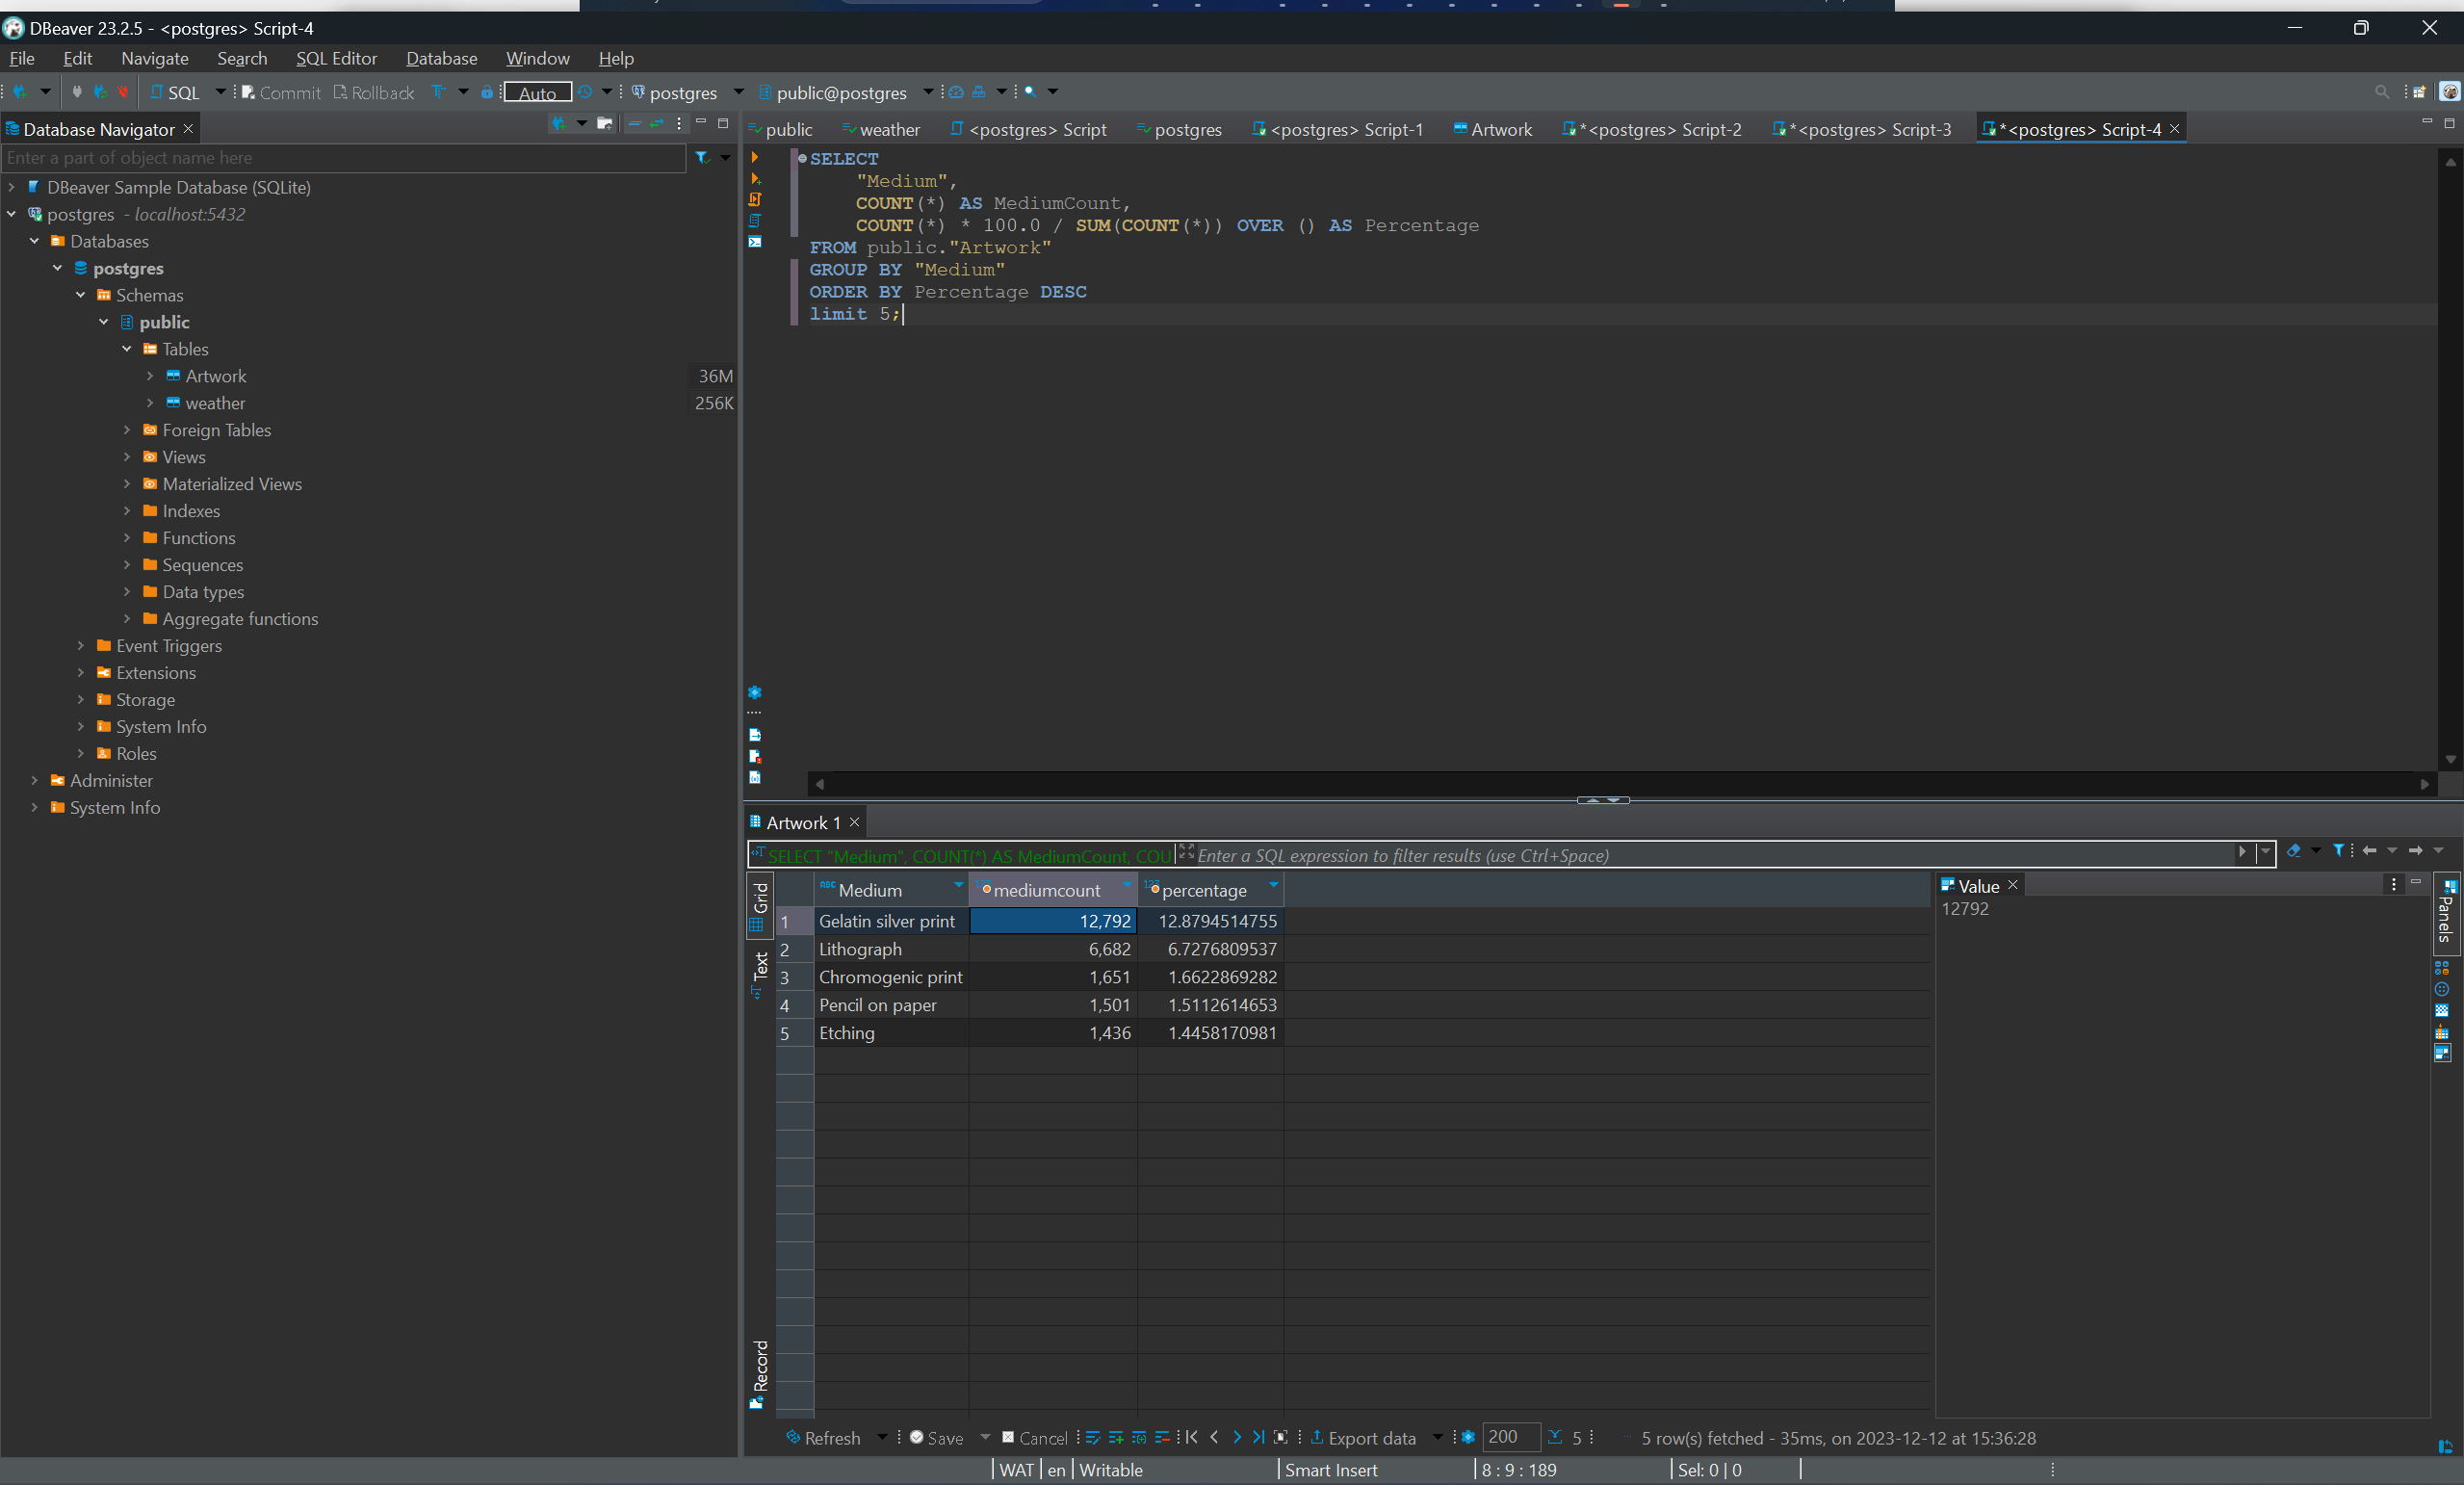 DBeaver 23.2.5 - <postgres> Script-4
File Edit Navigate Search SQL Editor Database Window Help
SQL Commit Rollback Auto postgres public@postgres
Database Navigator
Enter a part of object name here
DBeaver Sample Database (SQLite)
postgres - localhost:5432
Databases
postgres
Schemas
public
Tables
Artwork 36M
weather 256K
Foreign Tables
Views
Materialized Views
Indexes
Functions
Sequences
Data types
Aggregate functions
Event Triggers
Extensions
Storage
System Info
Roles
Administer
System Info
public weather <postgres> Script postgres <postgres> Script-1 Artwork *<postgres> Script-2 *<postgres> Script-3 *<postgres> Script-4
SELECT
"Medium",
COUNT(*) AS MediumCount,
COUNT(*) * 100.0 / SUM(COUNT(*)) OVER () AS Percentage
FROM public."Artwork"
GROUP BY "Medium"
ORDER BY Percentage DESC
limit 5;
Artwork 1
SELECT "Medium", COUNT(*) AS MediumCount, COU Enter a SQL expression to filter results (use Ctrl+Space)
Grid
Text
Record
ABC Medium mediumcount 123 percentage
1 Gelatin silver print 12,792 12.8794514755
2 Lithograph 6,682 6.7276809537
3 Chromogenic print 1,651 1.6622869282
4 Pencil on paper 1,501 1.5112614653
5 Etching 1,436 1.4458170981
Value
12792
Panels
Refresh Save Cancel Export data 200 5 5 row(s) fetched - 35ms, on 2023-12-12 at 15:36:28
WAT en Writable Smart Insert 8 : 9 : 189 Sel: 0 | 0